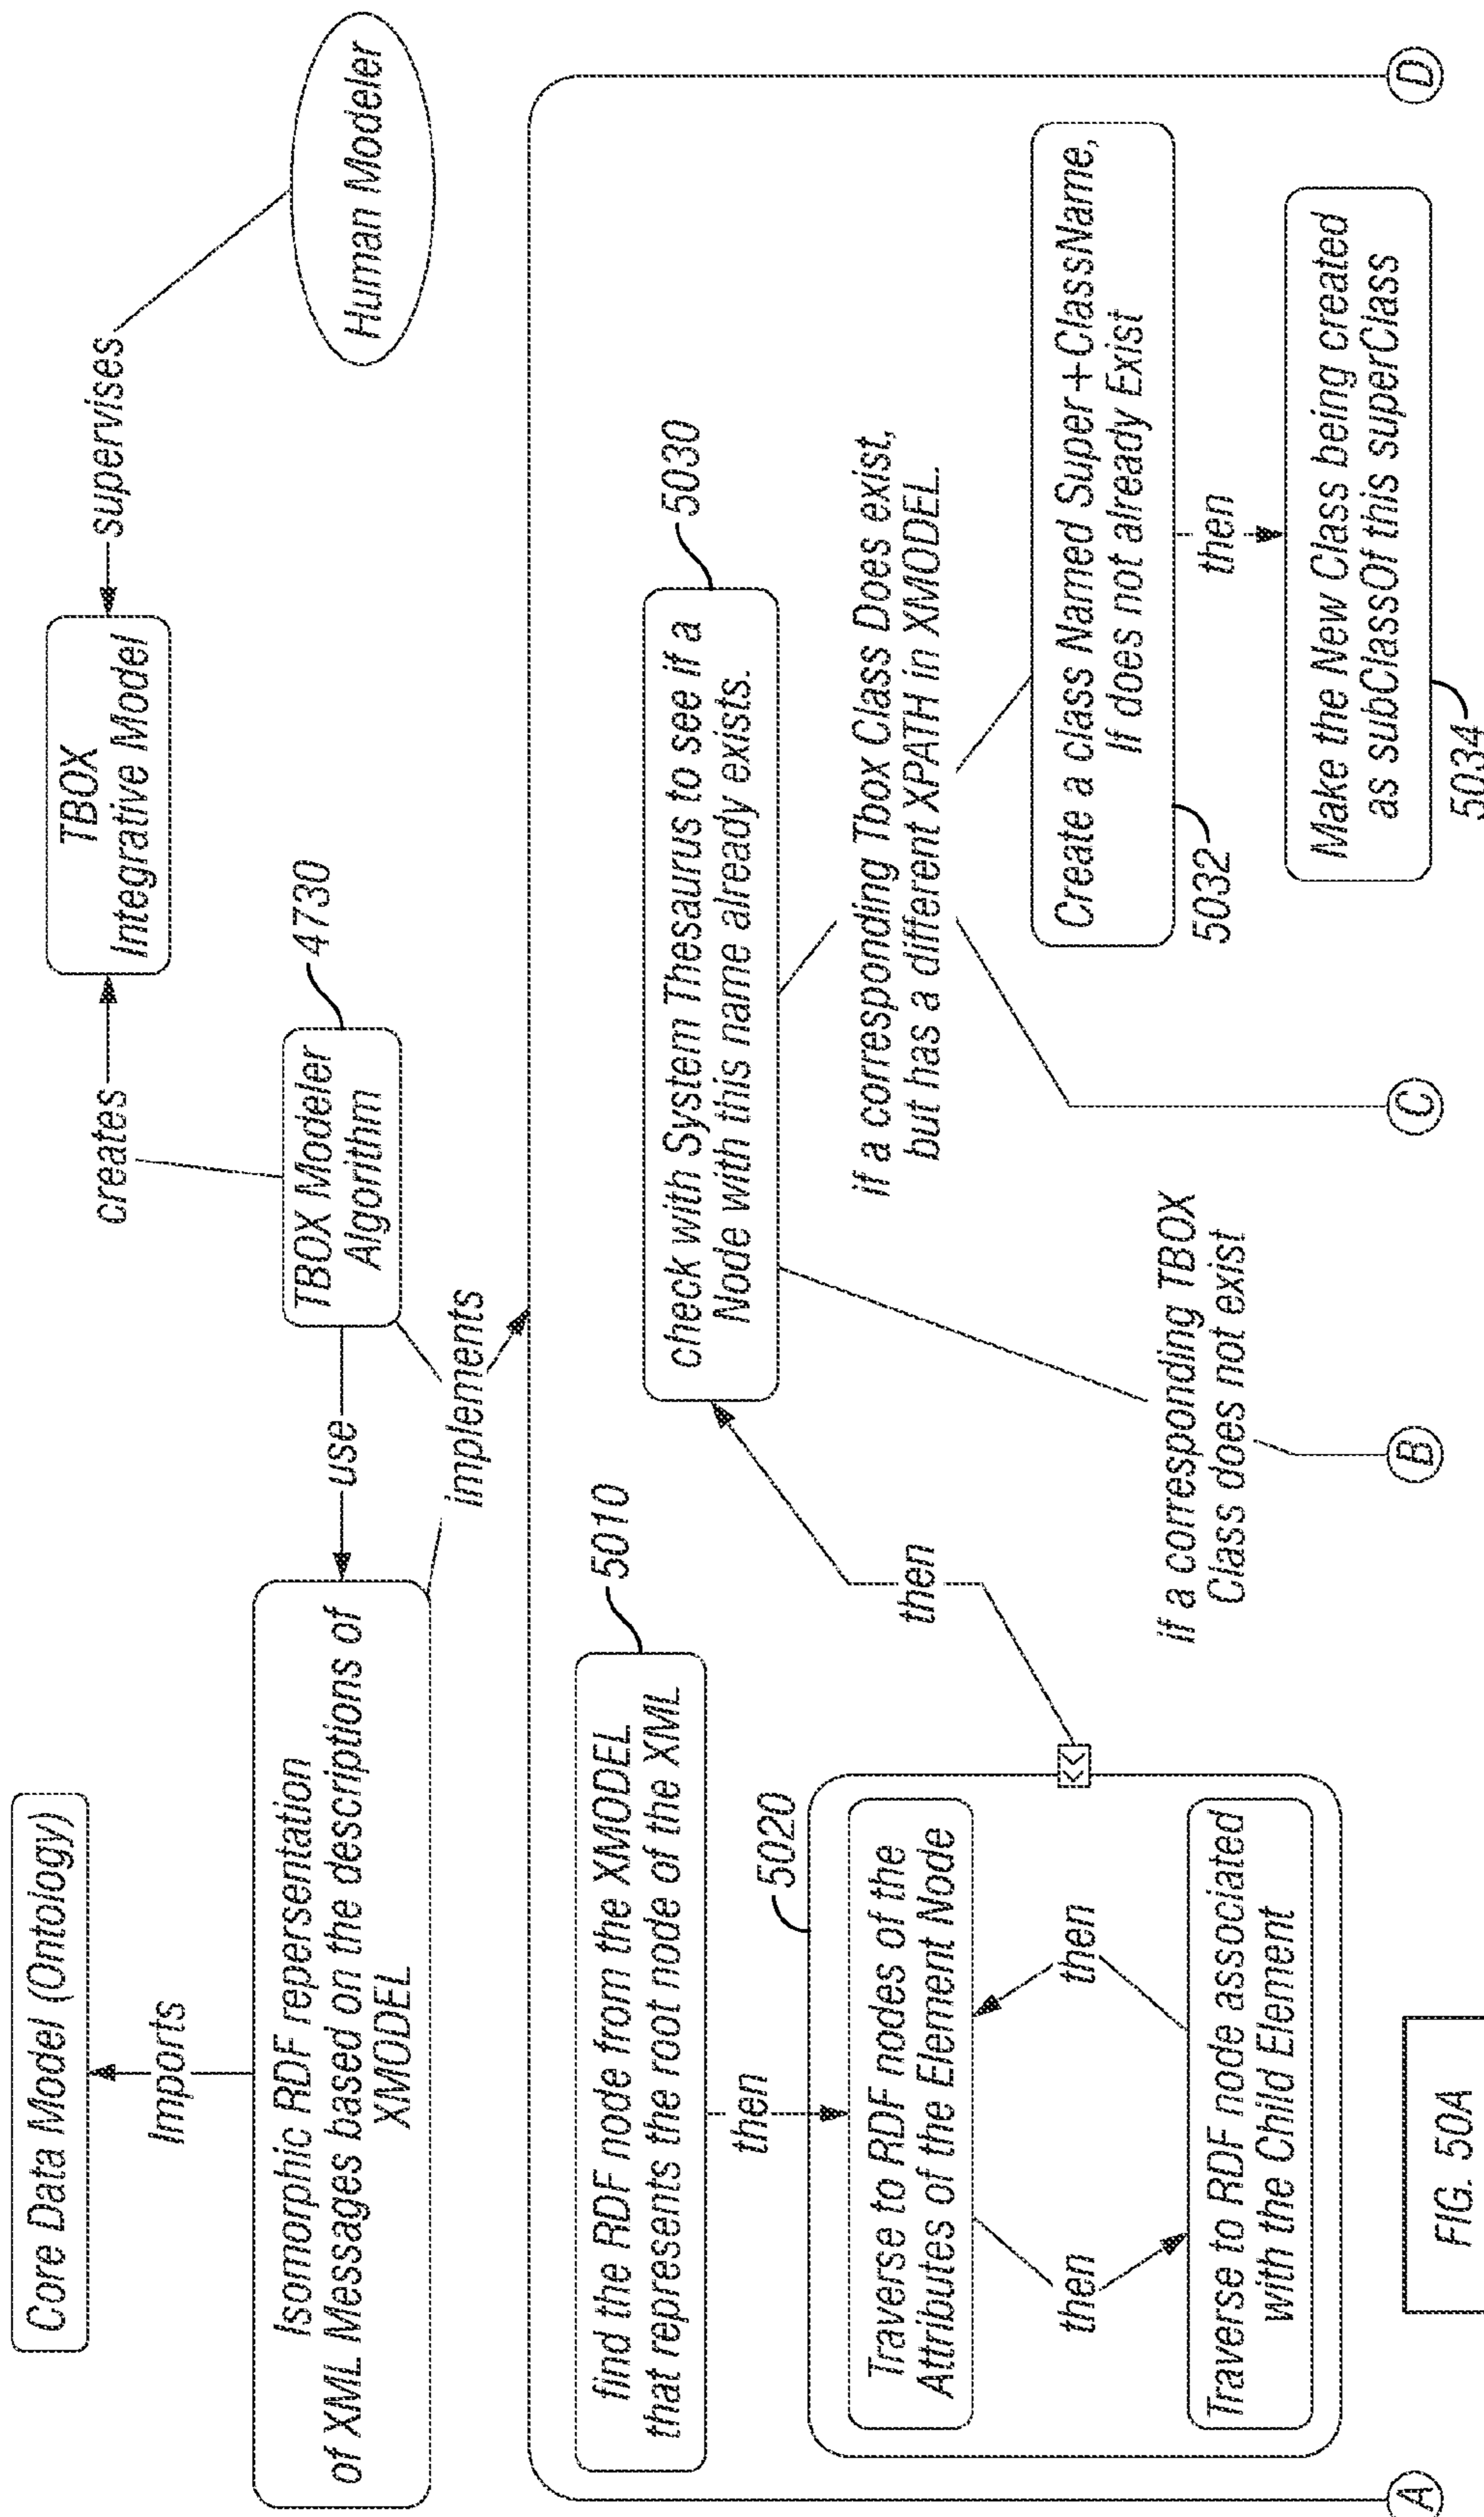 Core Data Model (Ontology)
Imports
Isomorphic RDF repersentation
of XML Messages based on the descriptions of
XMODEL
use
TBOX Modeler
Algorithm
4730
creates
TBOX
Integrative Model
supervises
Human Modeler
implements
find the RDF node from the XMODEL
that represents the root node of the XML
5010
then
5020
Traverse to RDF nodes of the
Attributes of the Element Node
then
then
Traverse to RDF node associated
with the Child Element
<<
then
check with System Thesaurus to see if a
Node with this name already exists.
5030
if a corresponding TBOX
Class does not exist
if a corresponding Tbox Class Does exist,
but has a different XPATH in XMODEL.
Create a class Named Super+ClassName,
If does not already Exist
5032
then
Make the New Class being created
as subClassOf this superClass
5034
A
B
C
D
FIG. 50A